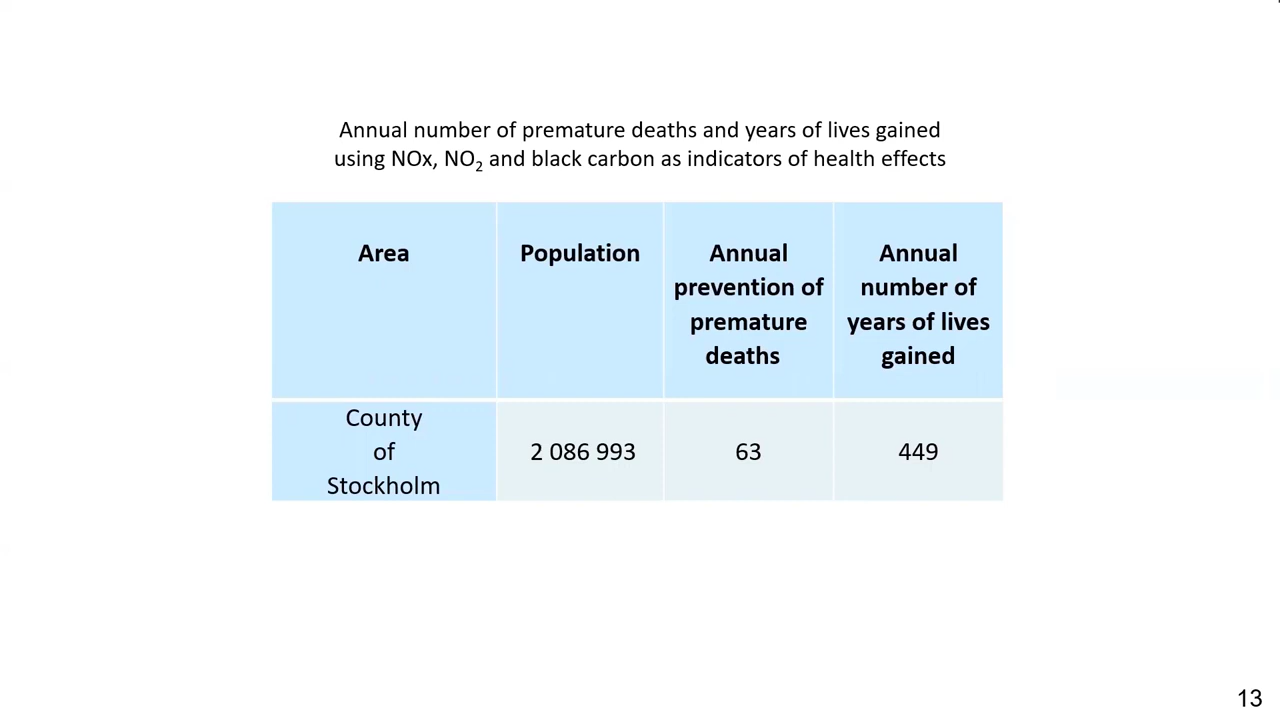 Annual number of premature deaths and years of lives gained
using NOx, NO₂ and black carbon as indicators of health effects
Area
Population
Annual
prevention of
premature
deaths
Annual
number of
years of lives
gained
County
of
Stockholm
2 086 993
63
449
13